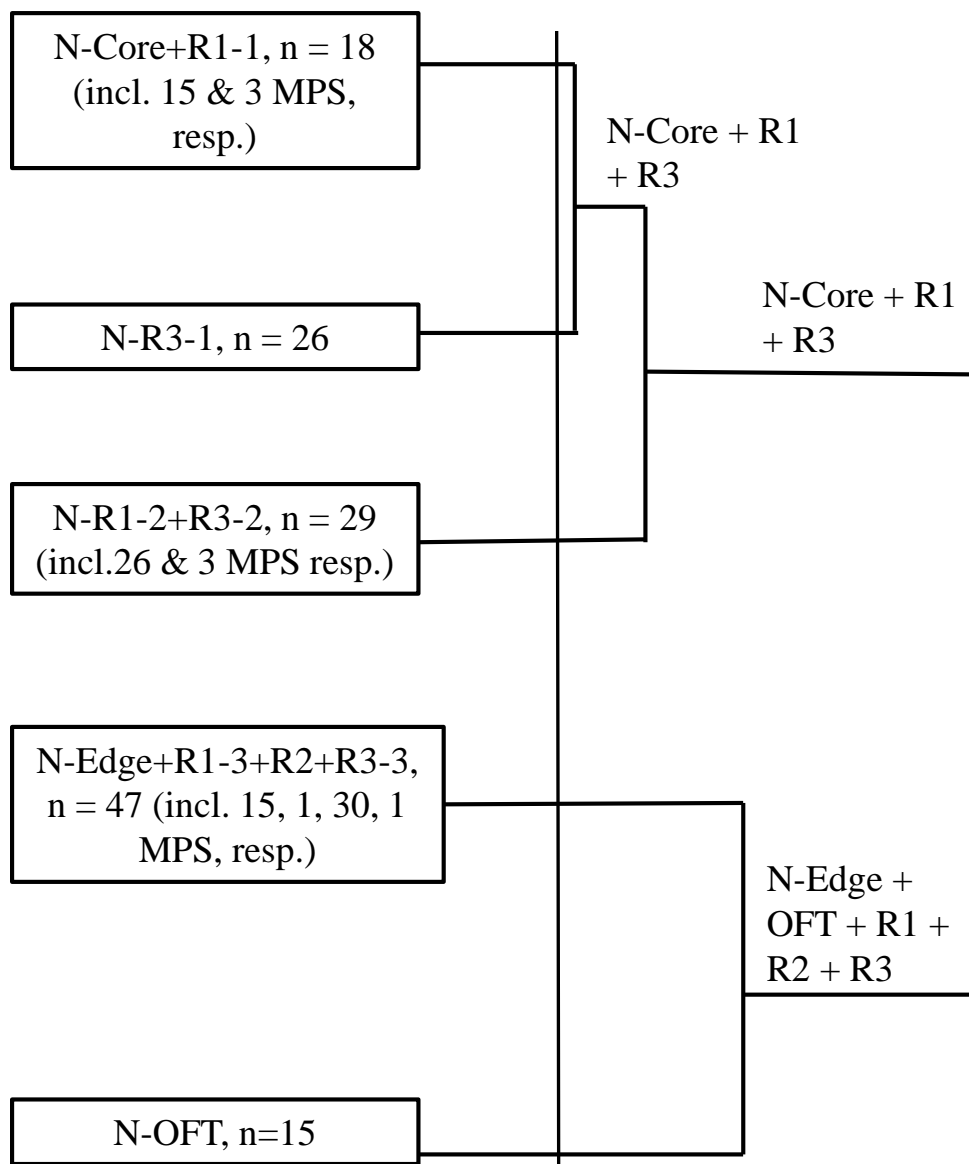 N-Core+R1-1, n = 18
(incl. 15 & 3 MPS,
resp.)
N-Core + R1
+ R3
N-R3-1, n = 26
N-Core + R1
+ R3
N-R1-2+R3-2, n = 29
(incl.26 & 3 MPS resp.)
N-Edge+R1-3+R2+R3-3,
n = 47 (incl. 15, 1, 30, 1
MPS, resp.)
N-Edge +
OFT + R1 +
R2 + R3
N-OFT, n=15